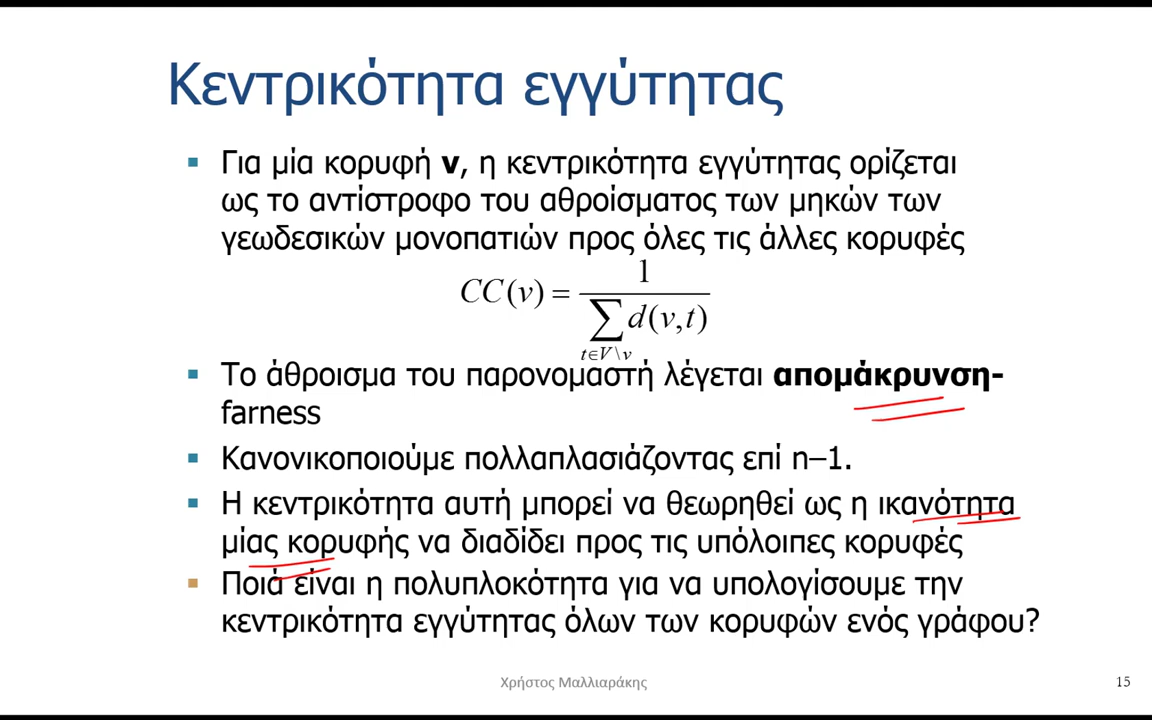 Κεντρικότητα εγγύτητας
▪ Για μία κορυφή v, η κεντρικότητα εγγύτητας ορίζεται
ως το αντίστροφο του αθροίσματος των μηκών των
γεωδεσικών μονοπατιών προς όλες τις άλλες κορυφές
CC(v) = 1 / ∑ d(v,t)
t∈V\v
▪ Το άθροισμα του παρονομαστή λέγεται απομάκρυνση-
farness
▪ Κανονικοποιούμε πολλαπλασιάζοντας επί n–1.
▪ Η κεντρικότητα αυτή μπορεί να θεωρηθεί ως η ικανότητα
μίας κορυφής να διαδίδει προς τις υπόλοιπες κορυφές
▪ Ποιά είναι η πολυπλοκότητα για να υπολογίσουμε την
κεντρικότητα εγγύτητας όλων των κορυφών ενός γράφου?
Χρήστος Μαλλιαράκης
15